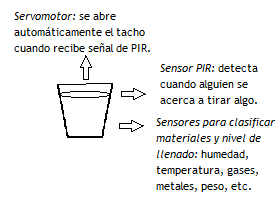 Servomotor: se abre
automáticamente el tacho
cuando recibe señal de PIR.
Sensor PIR: detecta
cuando alguien se
acerca a tirar algo.
Sensores para clasificar
materiales y nivel de
llenado: humedad,
temperatura, gases,
metales, peso, etc.